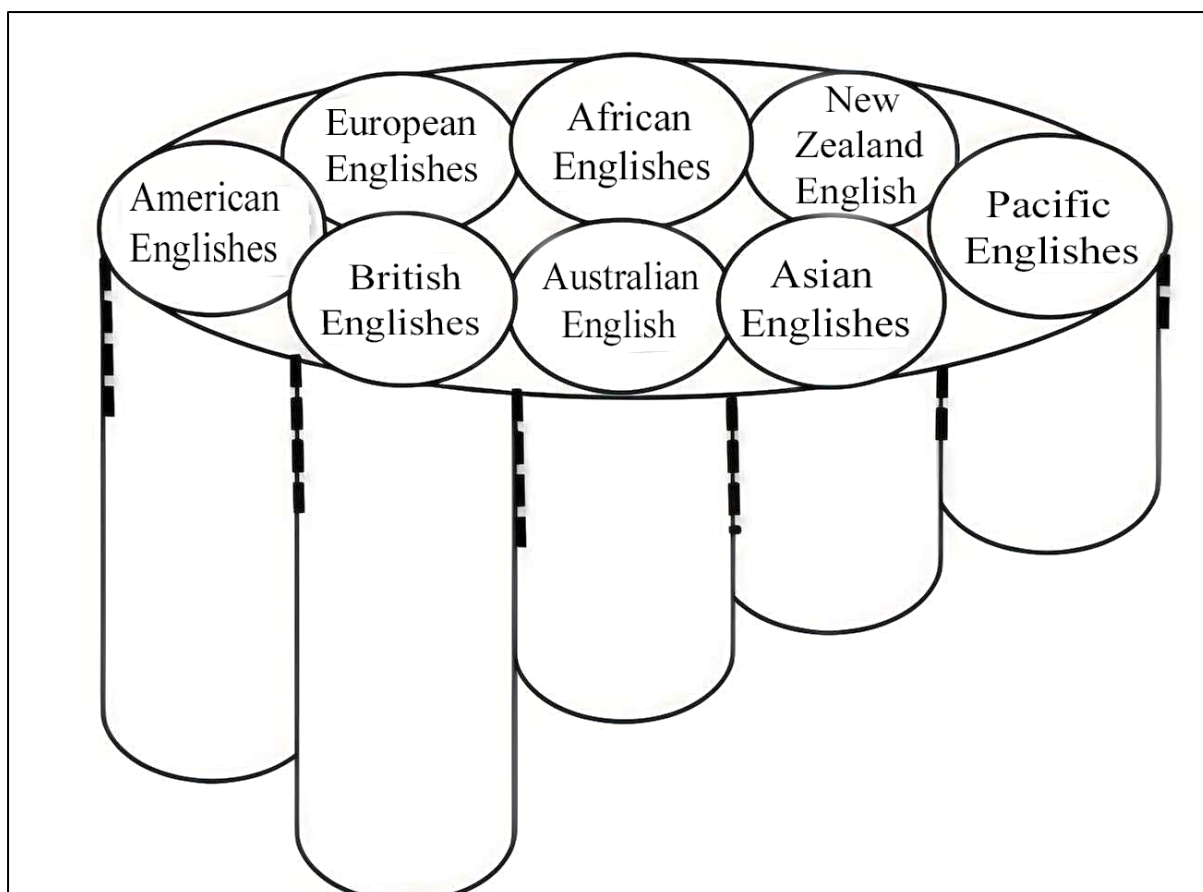 European
Englishes
African
Englishes
New
Zealand
English
American
Englishes
Pacific
Englishes
British
Englishes
Australian
English
Asian
Englishes